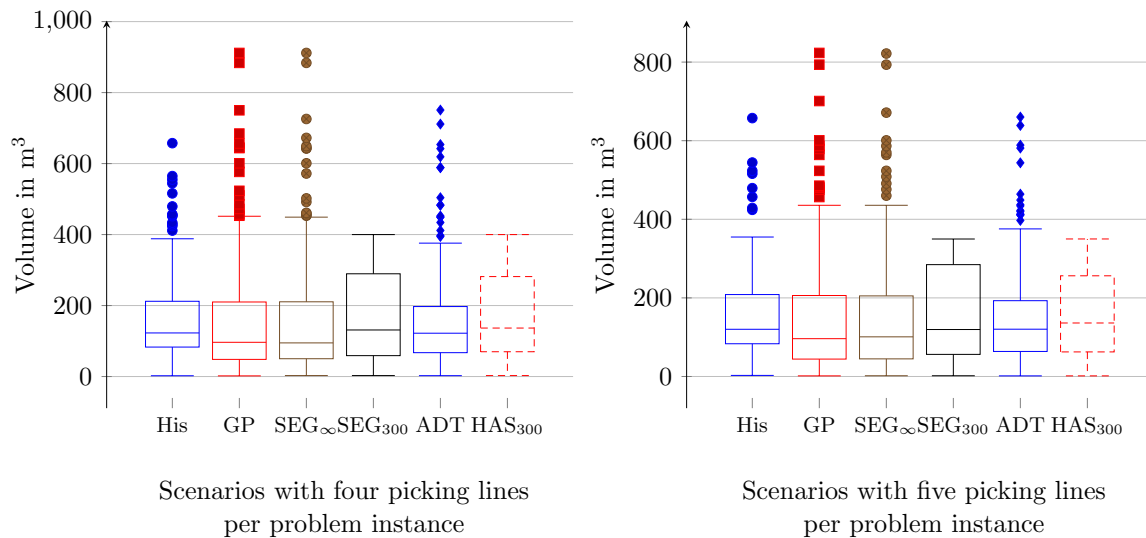 1,000
800
600
400
200
0
Volume in m³
His GP SEG∞ SEG₃₀₀ ADT HAS₃₀₀
Scenarios with four picking lines
per problem instance
800
600
400
200
0
Volume in m³
His GP SEG∞ SEG₃₀₀ ADT HAS₃₀₀
Scenarios with five picking lines
per problem instance